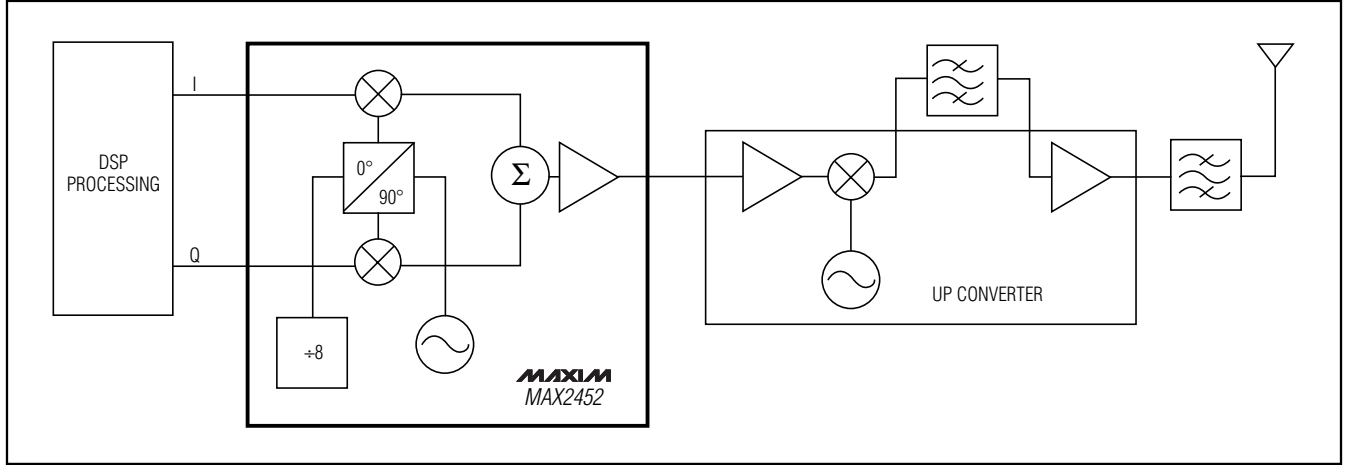 I
DSP
PROCESSING
0°
90°
Σ
Q
÷8
UP CONVERTER
MAXIM
MAX2452